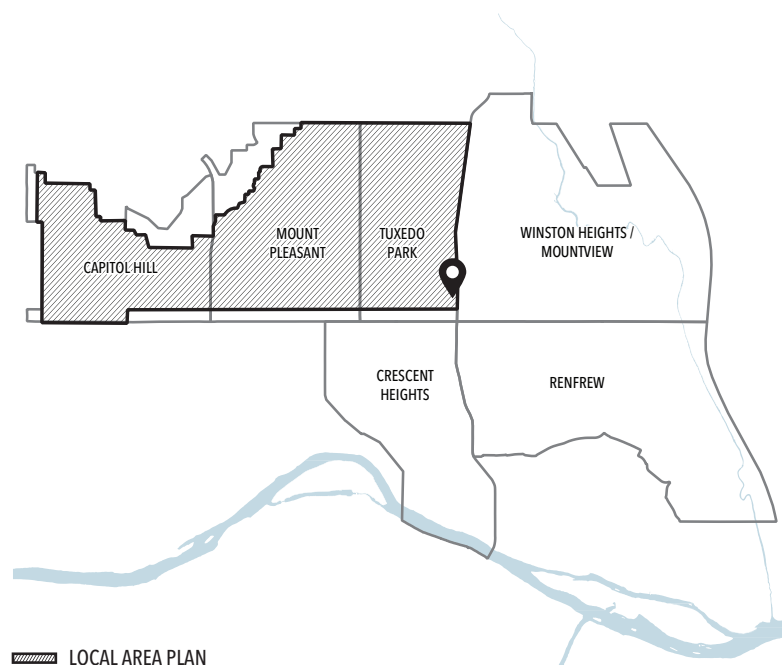 MOUNT
PLEASANT
TUXEDO
PARK
WINSTON HEIGHTS /
MOUNTVIEW
CAPITOL HILL
CRESCENT
HEIGHTS
RENFREW
LOCAL AREA PLAN